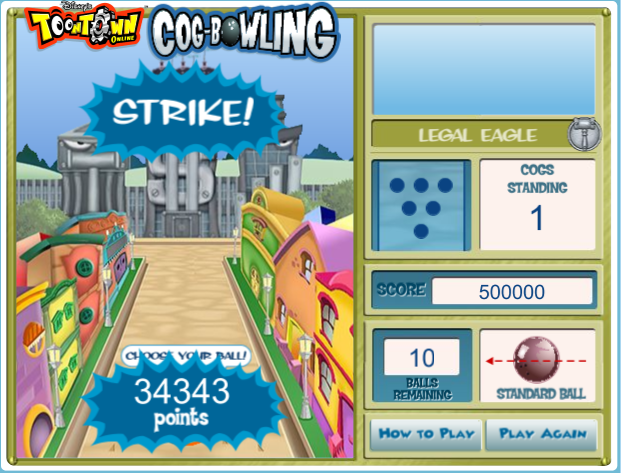 Disney's
TOONTOWN
ONLINE
COG-BOWLING
STRIKE!
LEGAL EAGLE
COGS
STANDING
1
SCORE 500000
CHOOSE YOUR BALL!
34343
points
10
BALLS
REMAINING
STANDARD BALL
HOW TO PLAY
PLAY AGAIN